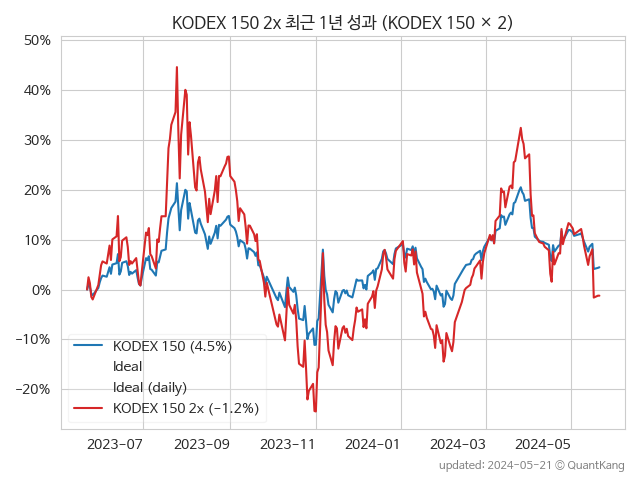 KODEX 150 2x 최근 1년 성과 (KODEX 150 × 2)
50%
40%
30%
20%
10%
0%
−10%
−20%
KODEX 150 (4.5%)
Ideal
Ideal (daily)
KODEX 150 2x (−1.2%)
2023-07 2023-09 2023-11 2024-01 2024-03 2024-05
updated: 2024-05-21 © QuantKang